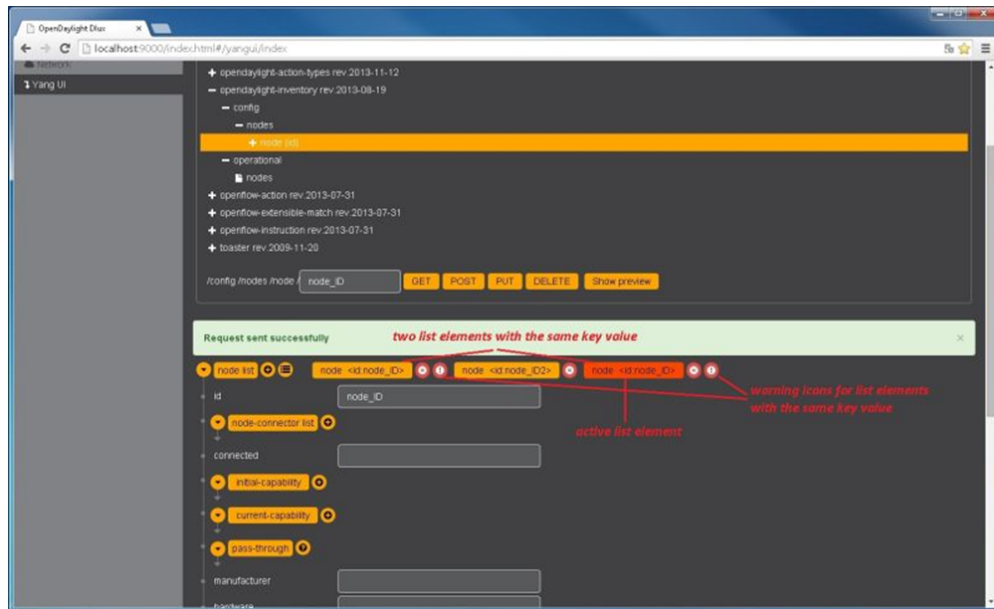 OpenDaylight Dlux
localhost:9000/index.html#/yangui/index
Network
Yang UI
opendaylight-action-types rev.2013-11-12
opendaylight-inventory rev.2013-08-19
config
nodes
node {id}
operational
nodes
openflow-action rev.2013-07-31
openflow-extensible-match rev.2013-07-31
openflow-instruction rev.2013-07-31
toaster rev.2009-11-20
/config /nodes /node / node_ID GET POST PUT DELETE Show preview
Request sent successfully two list elements with the same key value
node list node <id:node_ID> node <id:node_ID2> node <id:node_ID>
warning icons for list elements
with the same key value
id node_ID
node-connector list
active list element
connected
initial-capability
current-capability
pass-through
manufacturer
hardware